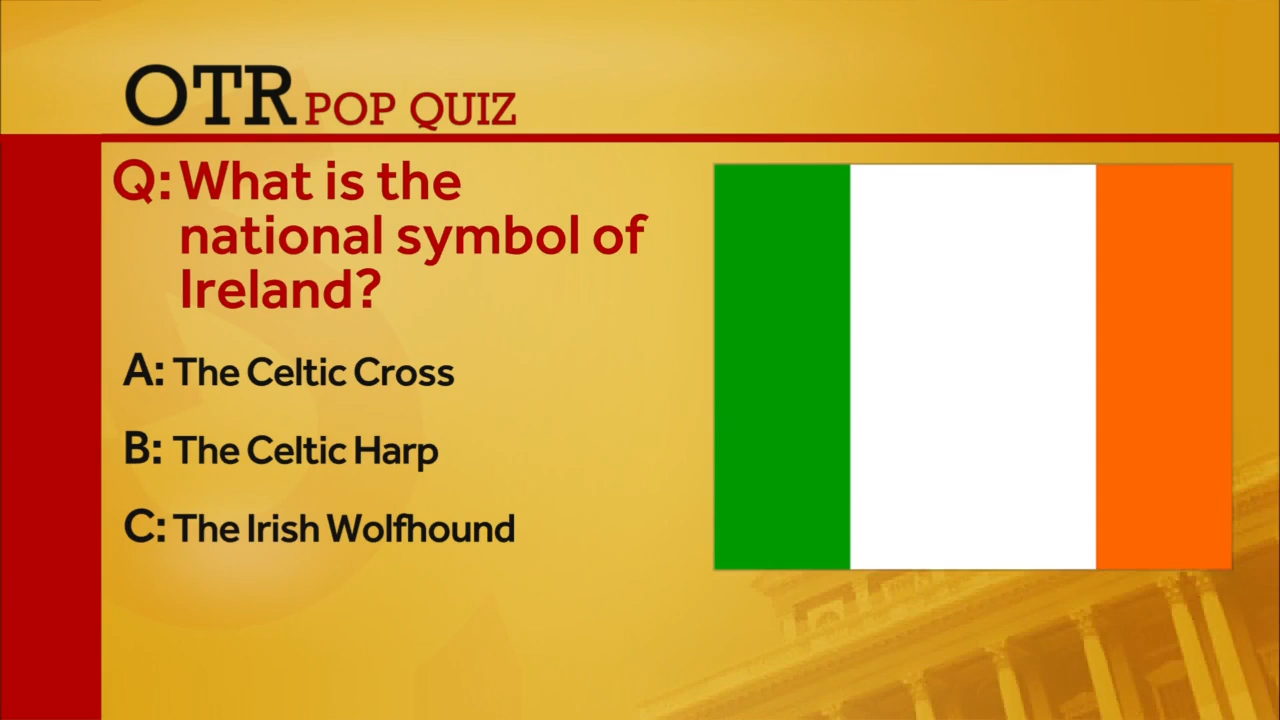 OTR POP QUIZ
Q: What is the
national symbol of
Ireland?
A: The Celtic Cross
B: The Celtic Harp
C: The Irish Wolfhound